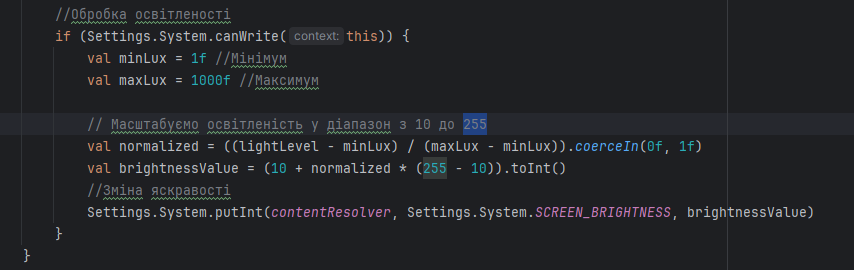 //Обробка освітленості
if (Settings.System.canWrite( context: this)) {
val minLux = 1f //Мінімум
val maxLux = 1000f //Максимум
// Масштабуємо освітленість у діапазон з 10 до 255
val normalized = ((lightLevel - minLux) / (maxLux - minLux)).coerceIn(0f, 1f)
val brightnessValue = (10 + normalized * (255 - 10)).toInt()
//Зміна яскравості
Settings.System.putInt(contentResolver, Settings.System.SCREEN_BRIGHTNESS, brightnessValue)
}
}